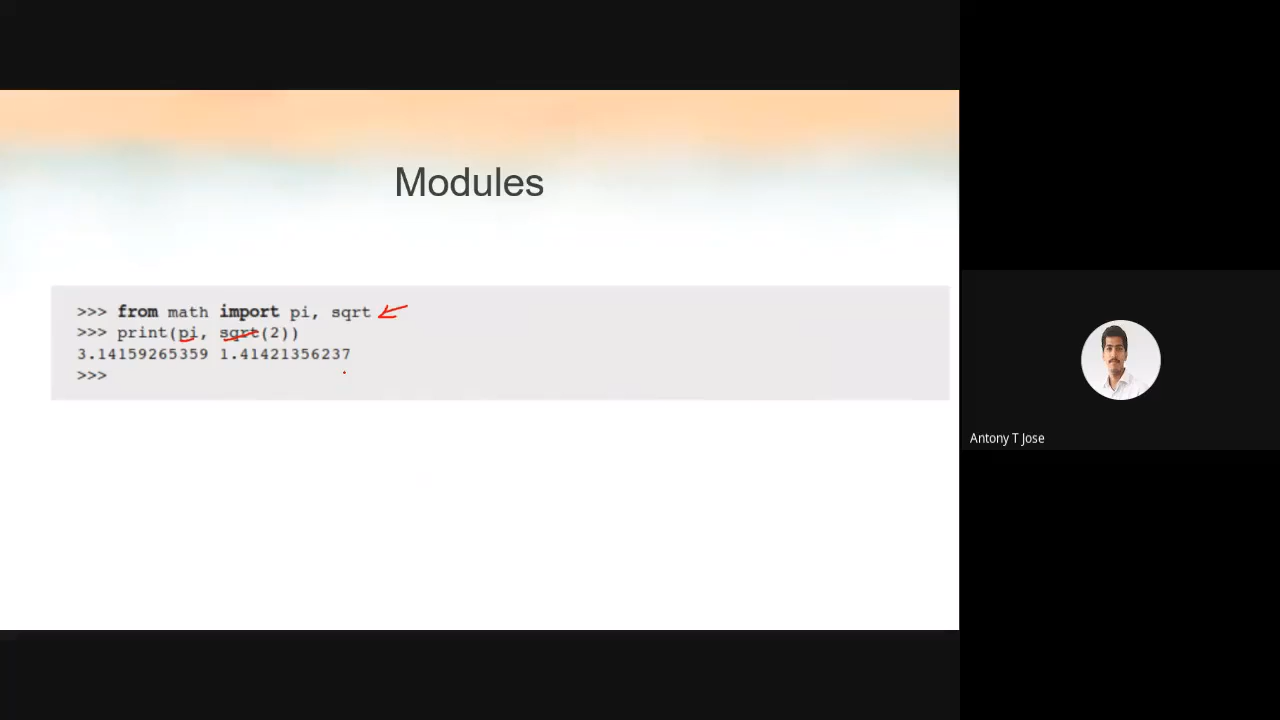 Modules
>>> from math import pi, sqrt
>>> print(pi, sqrt(2))
3.14159265359 1.41421356237
>>>
Antony T Jose